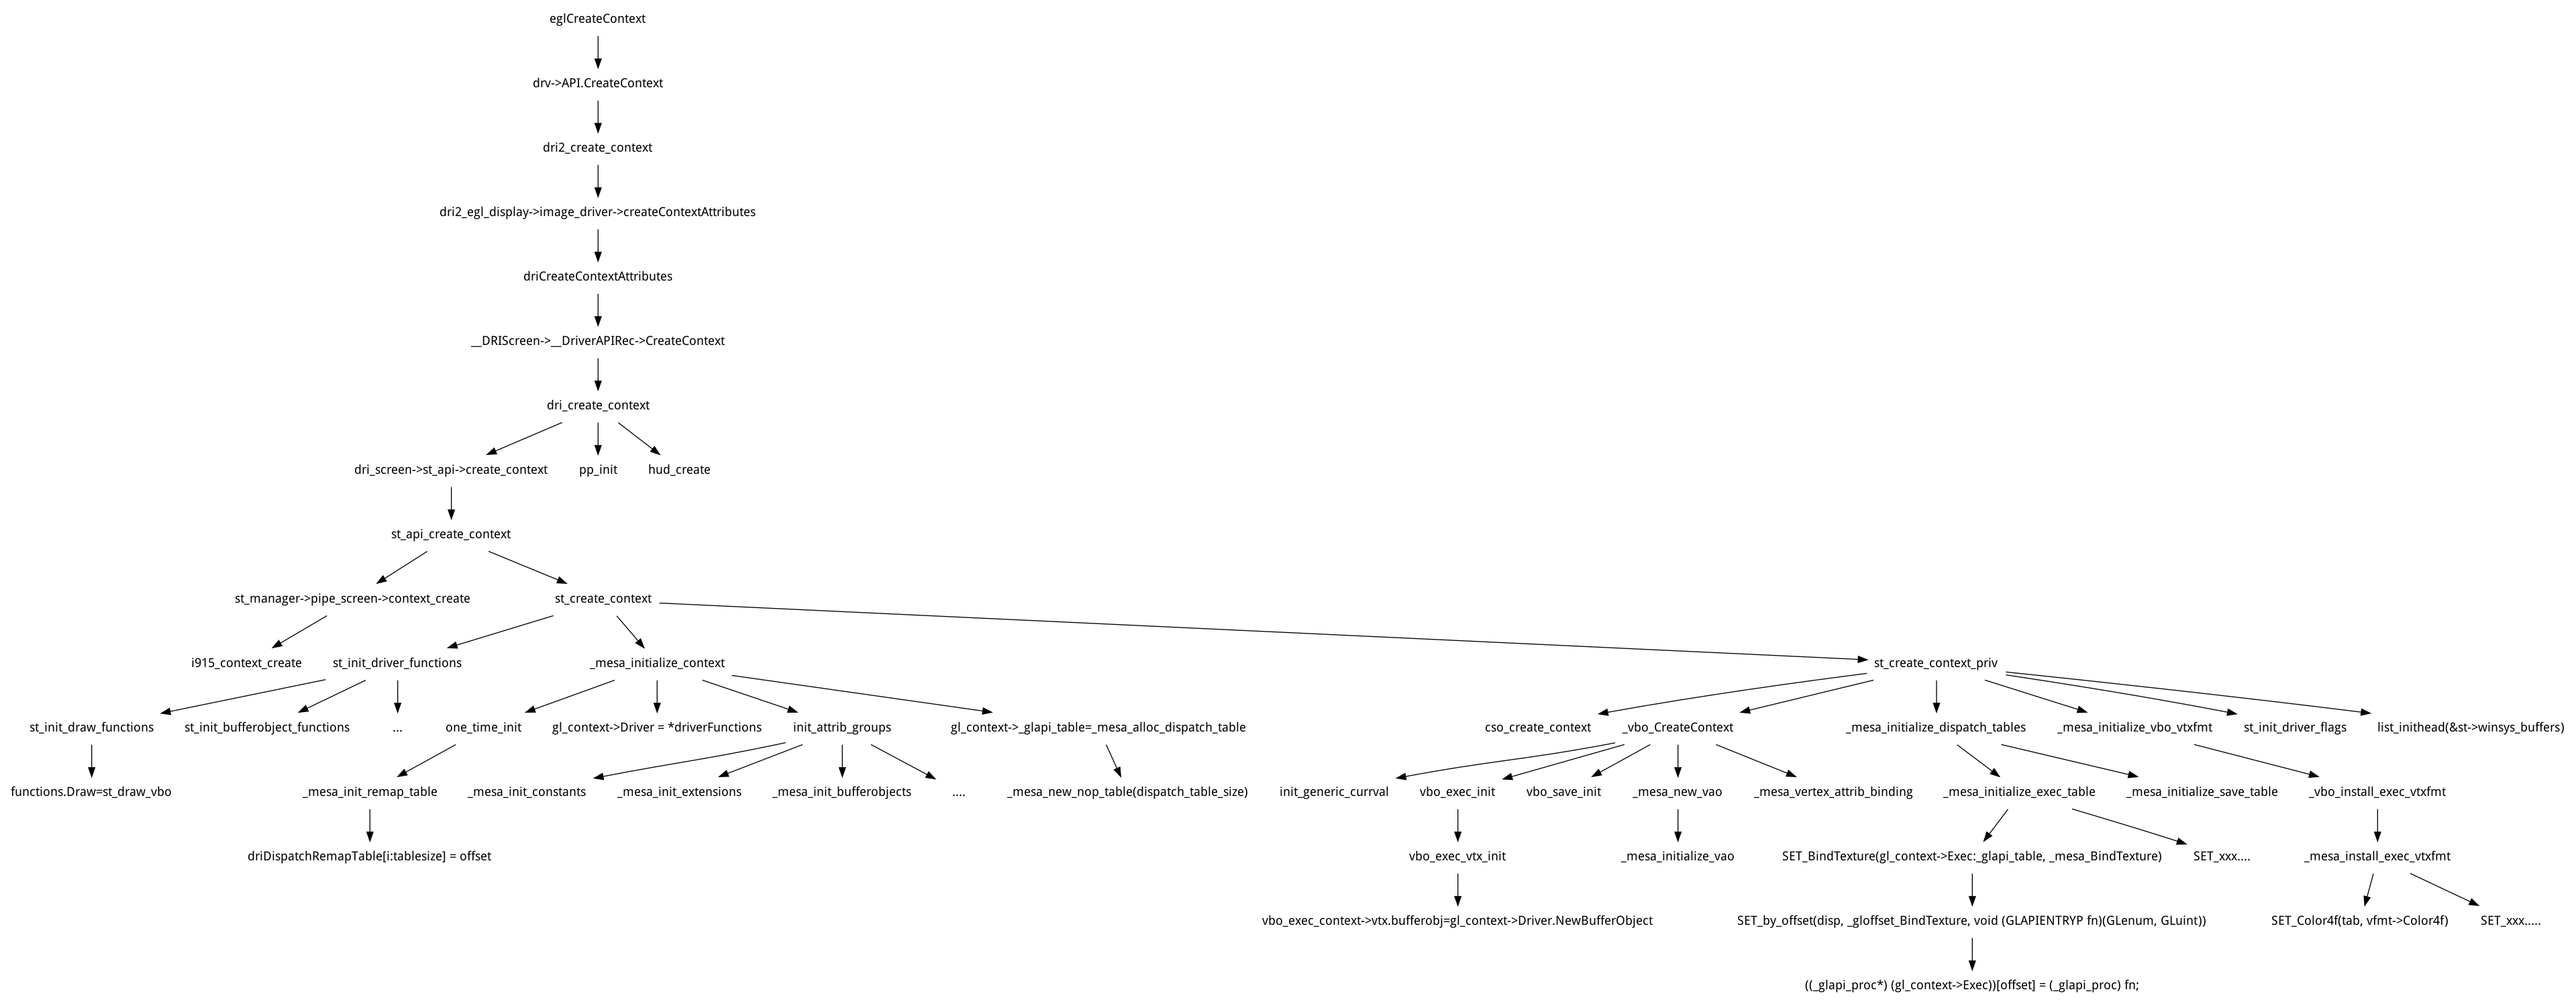 eglCreateContext
drv->API.CreateContext
dri2_create_context
dri2_egl_display->image_driver->createContextAttributes
driCreateContextAttributes
__DRIScreen->__DriverAPIRec->CreateContext
dri_create_context
dri_screen->st_api->create_context
pp_init
hud_create
st_api_create_context
st_manager->pipe_screen->context_create
st_create_context
i915_context_create
st_init_driver_functions
_mesa_initialize_context
st_create_context_priv
st_init_draw_functions
st_init_bufferobject_functions
...
one_time_init
gl_context->Driver = *driverFunctions
init_attrib_groups
gl_context->_glapi_table=_mesa_alloc_dispatch_table
cso_create_context
_vbo_CreateContext
_mesa_initialize_dispatch_tables
_mesa_initialize_vbo_vtxfmt
st_init_driver_flags
list_inithead(&st->winsys_buffers)
functions.Draw=st_draw_vbo
_mesa_init_remap_table
_mesa_init_constants
_mesa_init_extensions
_mesa_init_bufferobjects
....
_mesa_new_nop_table(dispatch_table_size)
init_generic_currval
vbo_exec_init
vbo_save_init
_mesa_new_vao
_mesa_vertex_attrib_binding
_mesa_initialize_exec_table
_mesa_initialize_save_table
_vbo_install_exec_vtxfmt
driDispatchRemapTable[i:tablesize] = offset
vbo_exec_vtx_init
_mesa_initialize_vao
SET_BindTexture(gl_context->Exec:_glapi_table, _mesa_BindTexture)
SET_xxx....
_mesa_install_exec_vtxfmt
vbo_exec_context->vtx.bufferobj=gl_context->Driver.NewBufferObject
SET_by_offset(disp, _gloffset_BindTexture, void (GLAPIENTRYP fn)(GLenum, GLuint))
SET_Color4f(tab, vfmt->Color4f)
SET_xxx.....
((_glapi_proc*) (gl_context->Exec))[offset] = (_glapi_proc) fn;